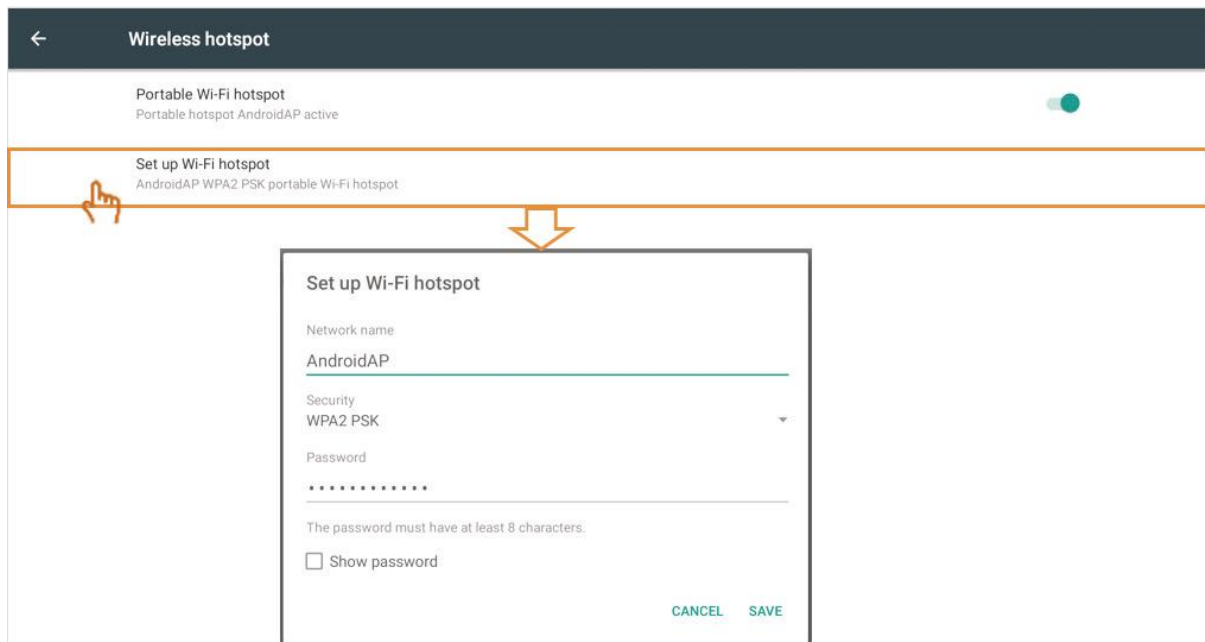 Wireless hotspot
Portable Wi-Fi hotspot
Portable hotspot AndroidAP active
Set up Wi-Fi hotspot
AndroidAP WPA2 PSK portable Wi-Fi hotspot
Set up Wi-Fi hotspot
Network name
AndroidAP
Security
WPA2 PSK
Password
••••••••••••
The password must have at least 8 characters.
Show password
CANCEL SAVE